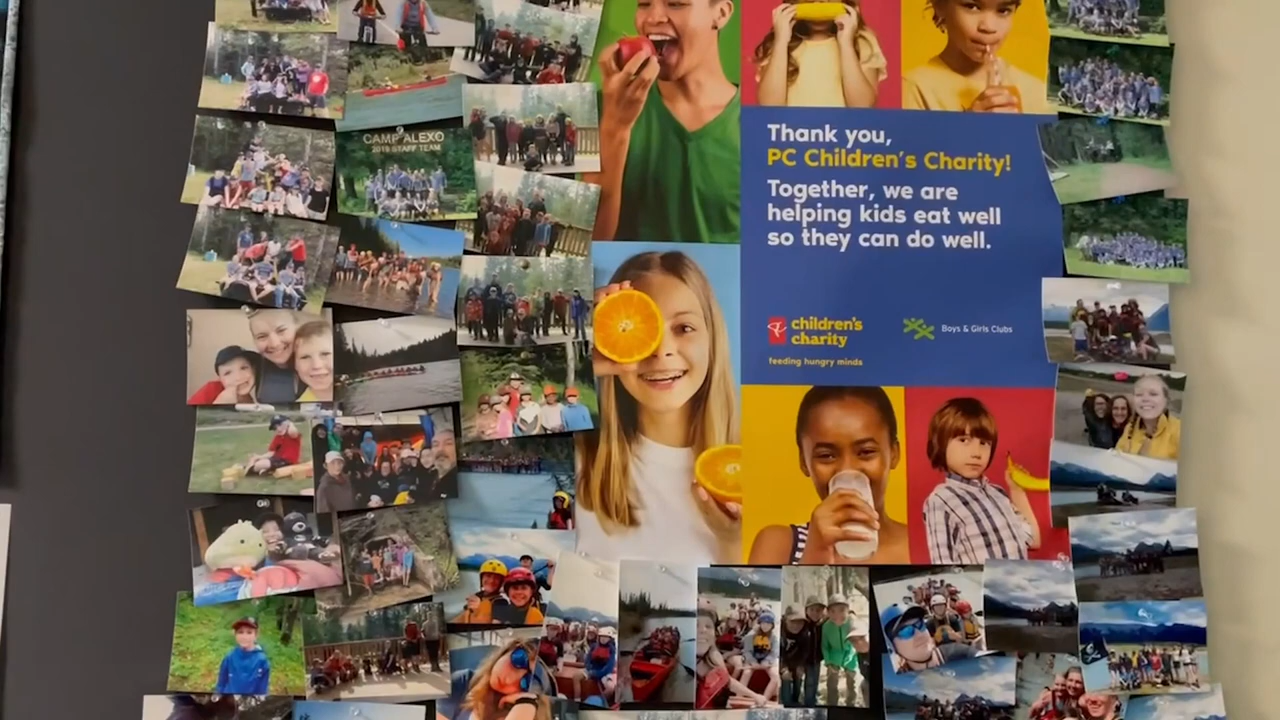 CAMP ALEXO
2019 STAFF TEAM
Thank you,
PC Children's Charity!
Together, we are
helping kids eat well
so they can do well.
children's
charity
feeding hungry minds
Boys & Girls Clubs